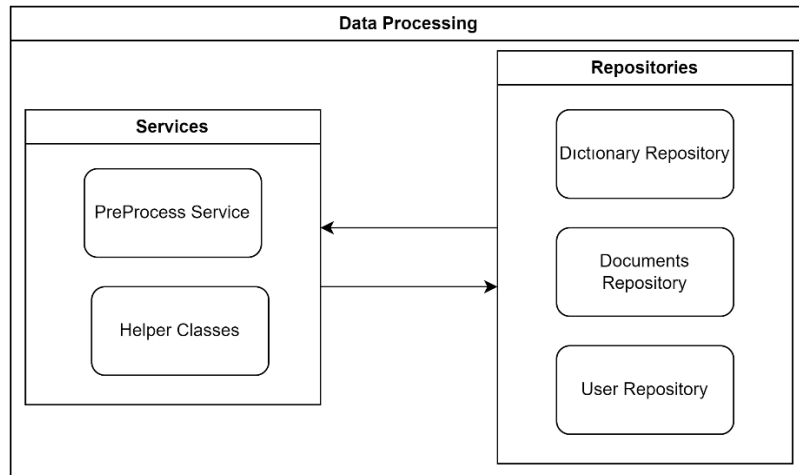 Data Processing
Services
PreProcess Service
Helper Classes
Repositories
Dictionary Repository
Documents
Repository
User Repository